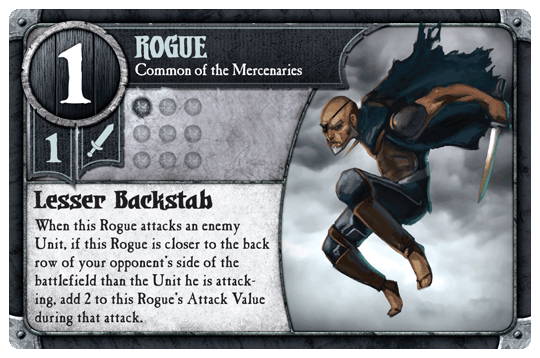 1
ROGUE
Common of the Mercenaries
1
Lesser Backstab
When this Rogue attacks an enemy
Unit, if this Rogue is closer to the back
row of your opponent's side of the
battlefield than the Unit he is attack-
ing, add 2 to this Rogue's Attack Value
during that attack.